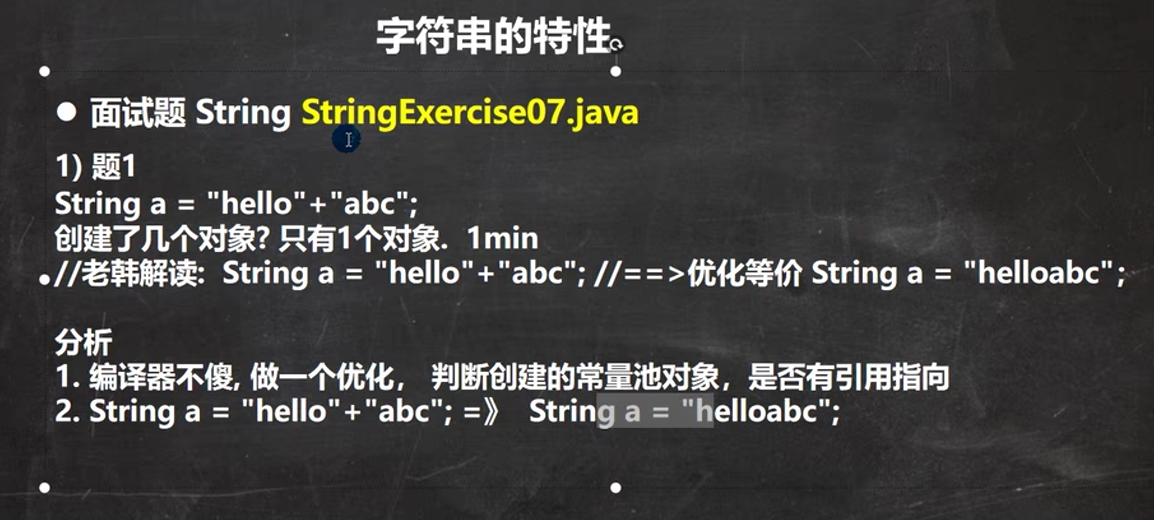 字符串的特性
● 面试题 String StringExercise07.java
1) 题1
String a = "hello"+"abc";
创建了几个对象? 只有1个对象. 1min
//老韩解读: String a = "hello"+"abc"; //==>优化等价 String a = "helloabc";
分析
1. 编译器不傻, 做一个优化， 判断创建的常量池对象，是否有引用指向
2. String a = "hello"+"abc"; =》 String a = "helloabc";